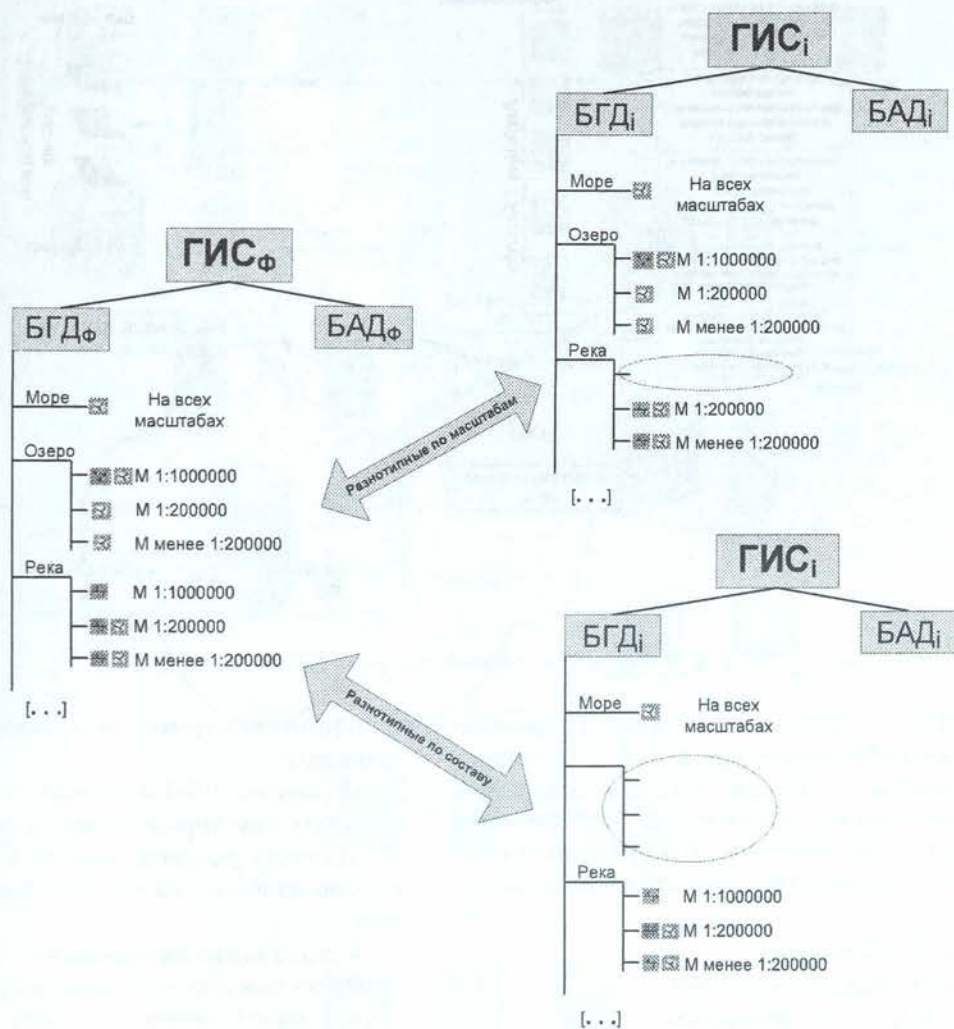 ГИСФ
БГДФ
БАДФ
Море
На всех
масштабах
Озеро
М 1:1000000
М 1:200000
М менее 1:200000
Река
М 1:1000000
М 1:200000
М менее 1:200000
[...]
Разнотипные по масштабам
Разнотипные по составу
ГИСi
БГДi
БАДi
Море
На всех
масштабах
Озеро
М 1:1000000
М 1:200000
М менее 1:200000
Река
М 1:200000
М менее 1:200000
[...]
ГИСi
БГДi
БАДi
Море
На всех
масштабах
Река
М 1:1000000
М 1:200000
М менее 1:200000
[...]